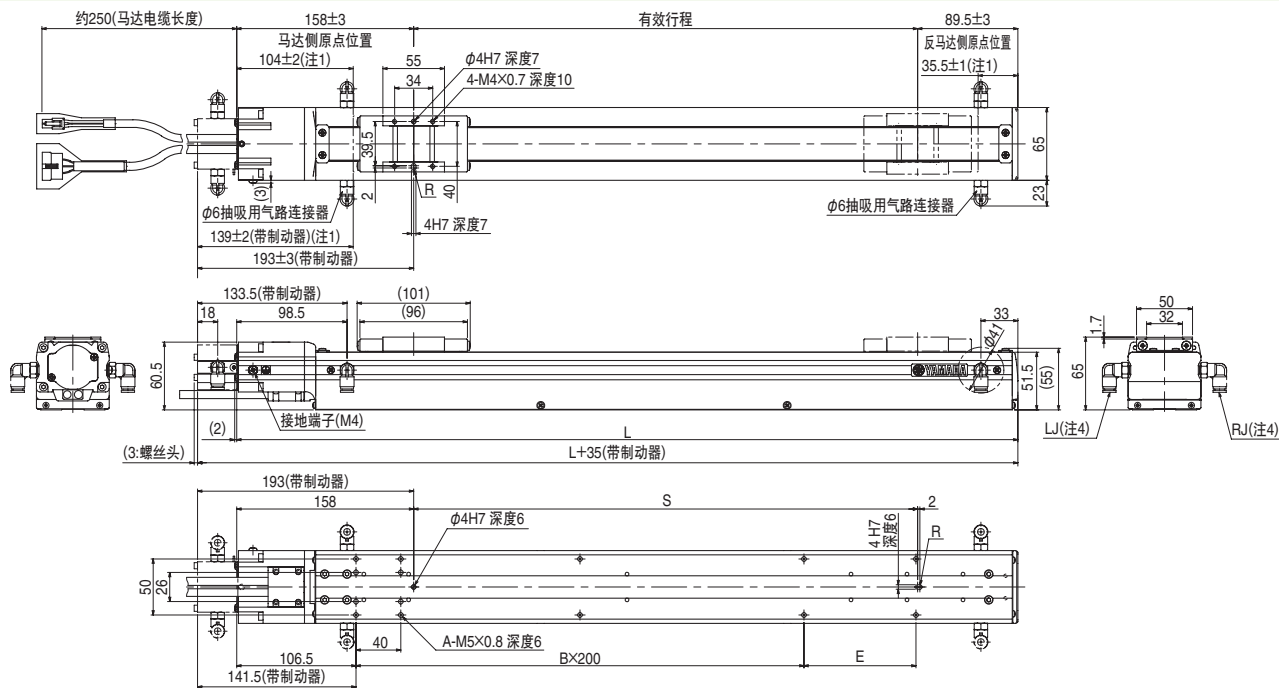 约250(马达电缆长度)
158±3
有效行程
89.5±3
马达侧原点位置
反马达侧原点位置
104±2(注1)
55
ϕ4H7 深度7
35.5±1(注1)
34
4-M4×0.7 深度10
39.5
65
(3)
2
R
40
23
ϕ6抽吸用气路连接器
ϕ6抽吸用气路连接器
4H7 深度7
139±2(带制动器)(注1)
193±3(带制动器)
133.5(带制动器)
(101)
50
18
98.5
(96)
33
32
1.7
ϕ41
60.5
YAMAHA
51.5
(55)
65
接地端子(M4)
(2)
L
LJ(注4)
RJ(注4)
(3:螺丝头)
L+35(带制动器)
193(带制动器)
158
S
2
ϕ4H7 深度6
4 H7
深度6
R
50
26
40
A-M5×0.8 深度6
106.5
B×200
E
141.5(带制动器)